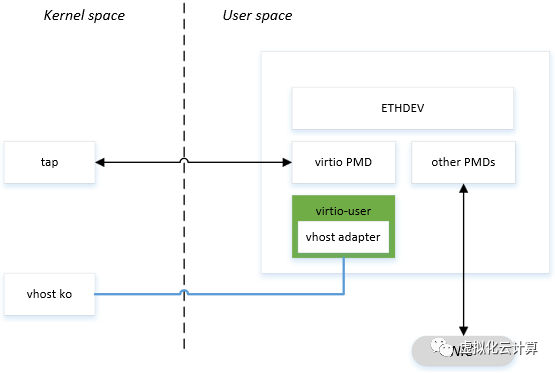 Kernel space
User space
ETHDEV
tap
virtio PMD
other PMDs
virtio-user
vhost adapter
vhost ko
虚拟化云计算